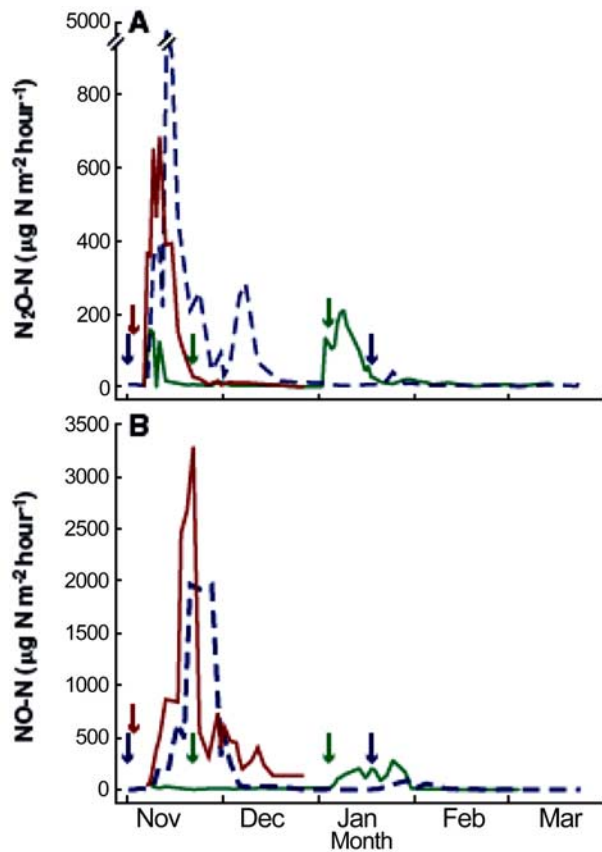 A
5000
800
600
400
200
0
N₂O-N (µg N m⁻² hour⁻¹)
B
3500
3000
2500
2000
1500
1000
500
0
NO-N (µg N m⁻² hour⁻¹)
Nov Dec Jan Feb Mar
Month